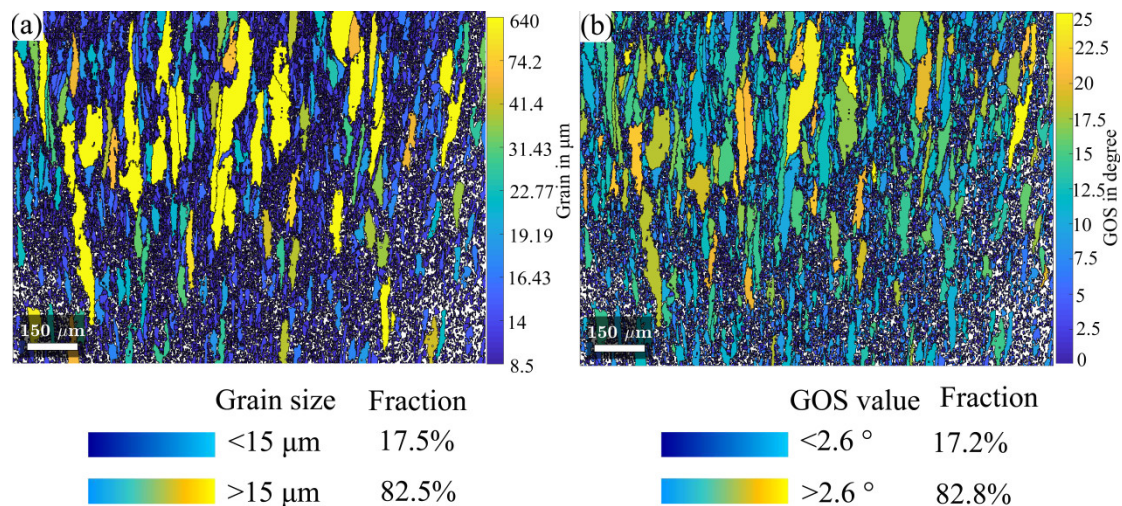 (a)
640
74.2
41.4
31.43
22.77
19.19
16.43
14
8.5
Grain in μm
150 μm
(b)
25
22.5
20
17.5
15
12.5
10
7.5
5
2.5
0
GOS in degree
150 μm
Grain size Fraction
<15 μm 17.5%
>15 μm 82.5%
GOS value Fraction
<2.6 ° 17.2%
>2.6 ° 82.8%